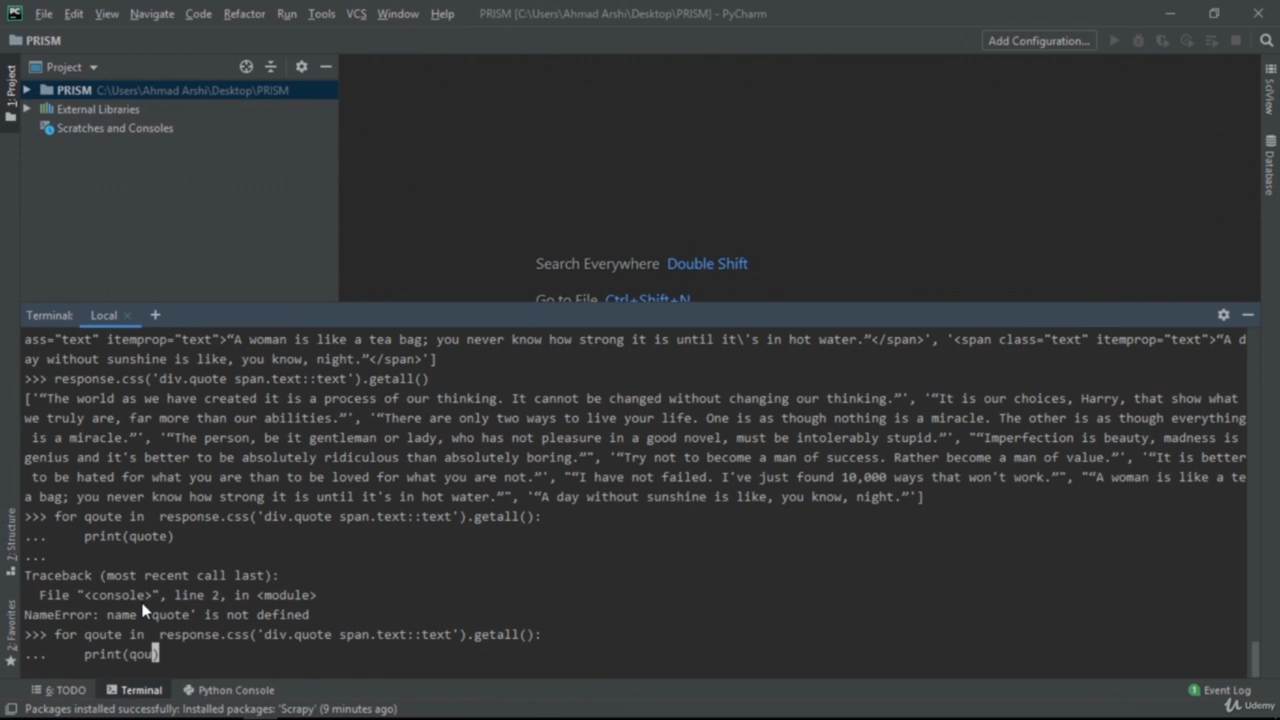 PC File Edit View Navigate Code Refactor Run Tools VCS Window Help PRISM [C:\Users\Ahmad Arshi\Desktop\PRISM] - PyCharm
PRISM Add Configuration...
1: Project Project SciView
PRISM C:\Users\Ahmad Arshi\Desktop\PRISM
External Libraries
Scratches and Consoles
Database
Search Everywhere Double Shift
Go to File Ctrl+Shift+N
Terminal: Local +
ass="text" itemprop="text">“A woman is like a tea bag; you never know how strong it is until it\'s in hot water.”</span>', '<span class="text" itemprop="text">“A d
ay without sunshine is like, you know, night.”</span>']
>>> response.css('div.quote span.text::text').getall()
['“The world as we have created it is a process of our thinking. It cannot be changed without changing our thinking.”', '“It is our choices, Harry, that show what
we truly are, far more than our abilities.”', '“There are only two ways to live your life. One is as though nothing is a miracle. The other is as though everything
is a miracle.”', '“The person, be it gentleman or lady, who has not pleasure in a good novel, must be intolerably stupid.”', "“Imperfection is beauty, madness is
genius and it's better to be absolutely ridiculous than absolutely boring.”", '“Try not to become a man of success. Rather become a man of value.”', '“It is better
to be hated for what you are than to be loved for what you are not.”', "“I have not failed. I've just found 10,000 ways that won't work.”", "“A woman is like a te
a bag; you never know how strong it is until it's in hot water.”", '“A day without sunshine is like, you know, night.”']
>>> for qoute in  response.css('div.quote span.text::text').getall():
...     print(quote)
...
Traceback (most recent call last):
  File "<console>", line 2, in <module>
NameError: name 'quote' is not defined
>>> for qoute in  response.css('div.quote span.text::text').getall():
...     print(qou)
7: Structure
2: Favorites
6: TODO Terminal Python Console 1 Event Log
Packages installed successfully: Installed packages: 'Scrapy' (9 minutes ago) Udemy